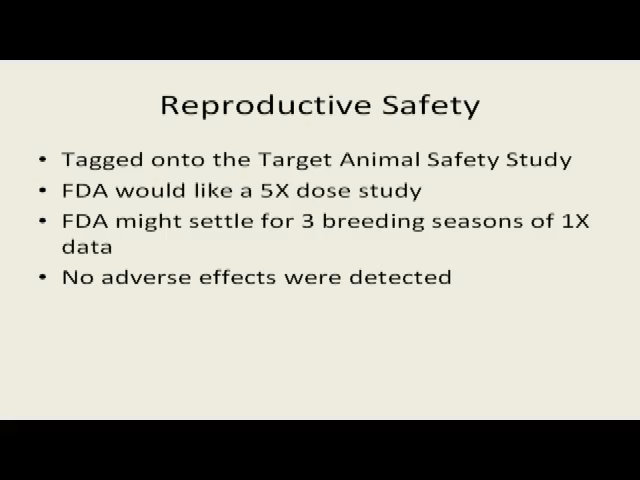 Reproductive Safety
• Tagged onto the Target Animal Safety Study
• FDA would like a 5X dose study
• FDA might settle for 3 breeding seasons of 1X
data
• No adverse effects were detected